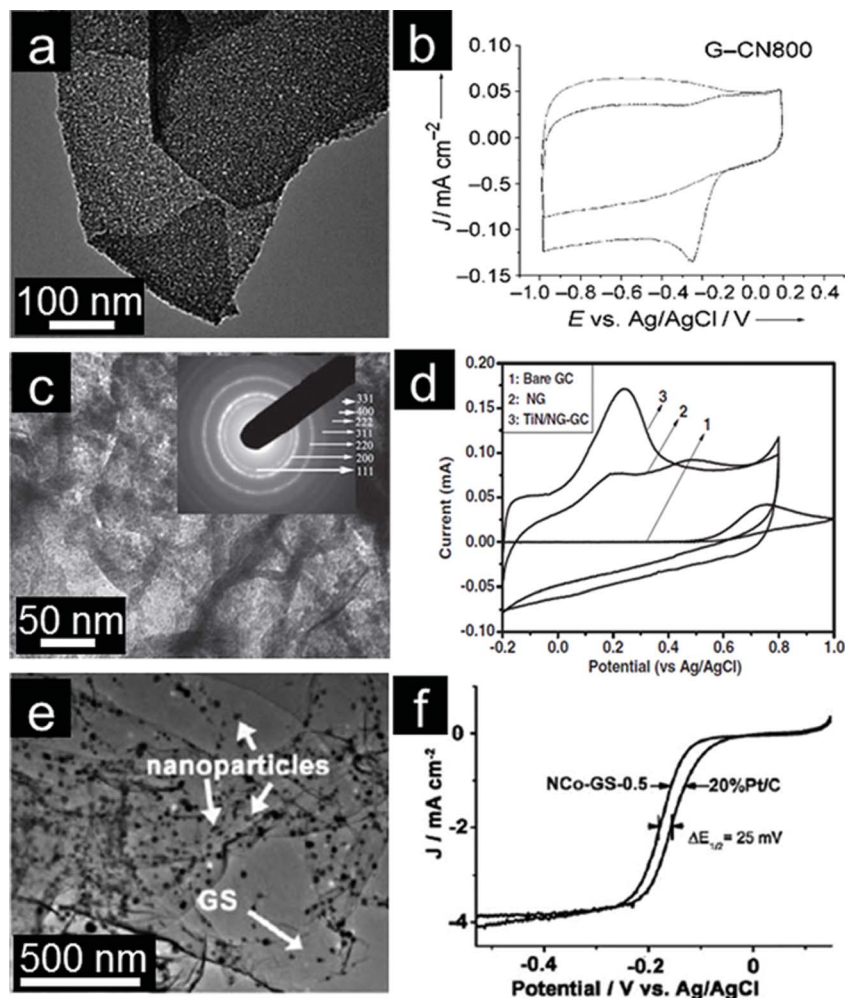 a
100 nm
b
G–CN800
J/ mA cm⁻²
0.10
0.05
0.00
−0.5
−0.10
−0.15
−1.0 −0.8 −0.6 −0.4 −0.2 0.0 0.2 0.4
E vs. Ag/AgCl / V
c
331
400
222
311
220
200
111
50 nm
d
1: Bare GC
2: NG
3: TiN/NG-GC
3
2
1
Current (mA)
0.20
0.15
0.10
0.05
0.00
-0.05
-0.10
-0.2 0.0 0.2 0.4 0.6 0.8 1.0
Potential (vs Ag/AgCl)
e
nanoparticles
GS
500 nm
f
J / mA cm⁻²
0
-2
-4
NCo-GS-0.5
20%Pt/C
ΔE1/2 = 25 mV
-0.4 -0.2 0
Potential / V vs. Ag/AgCl